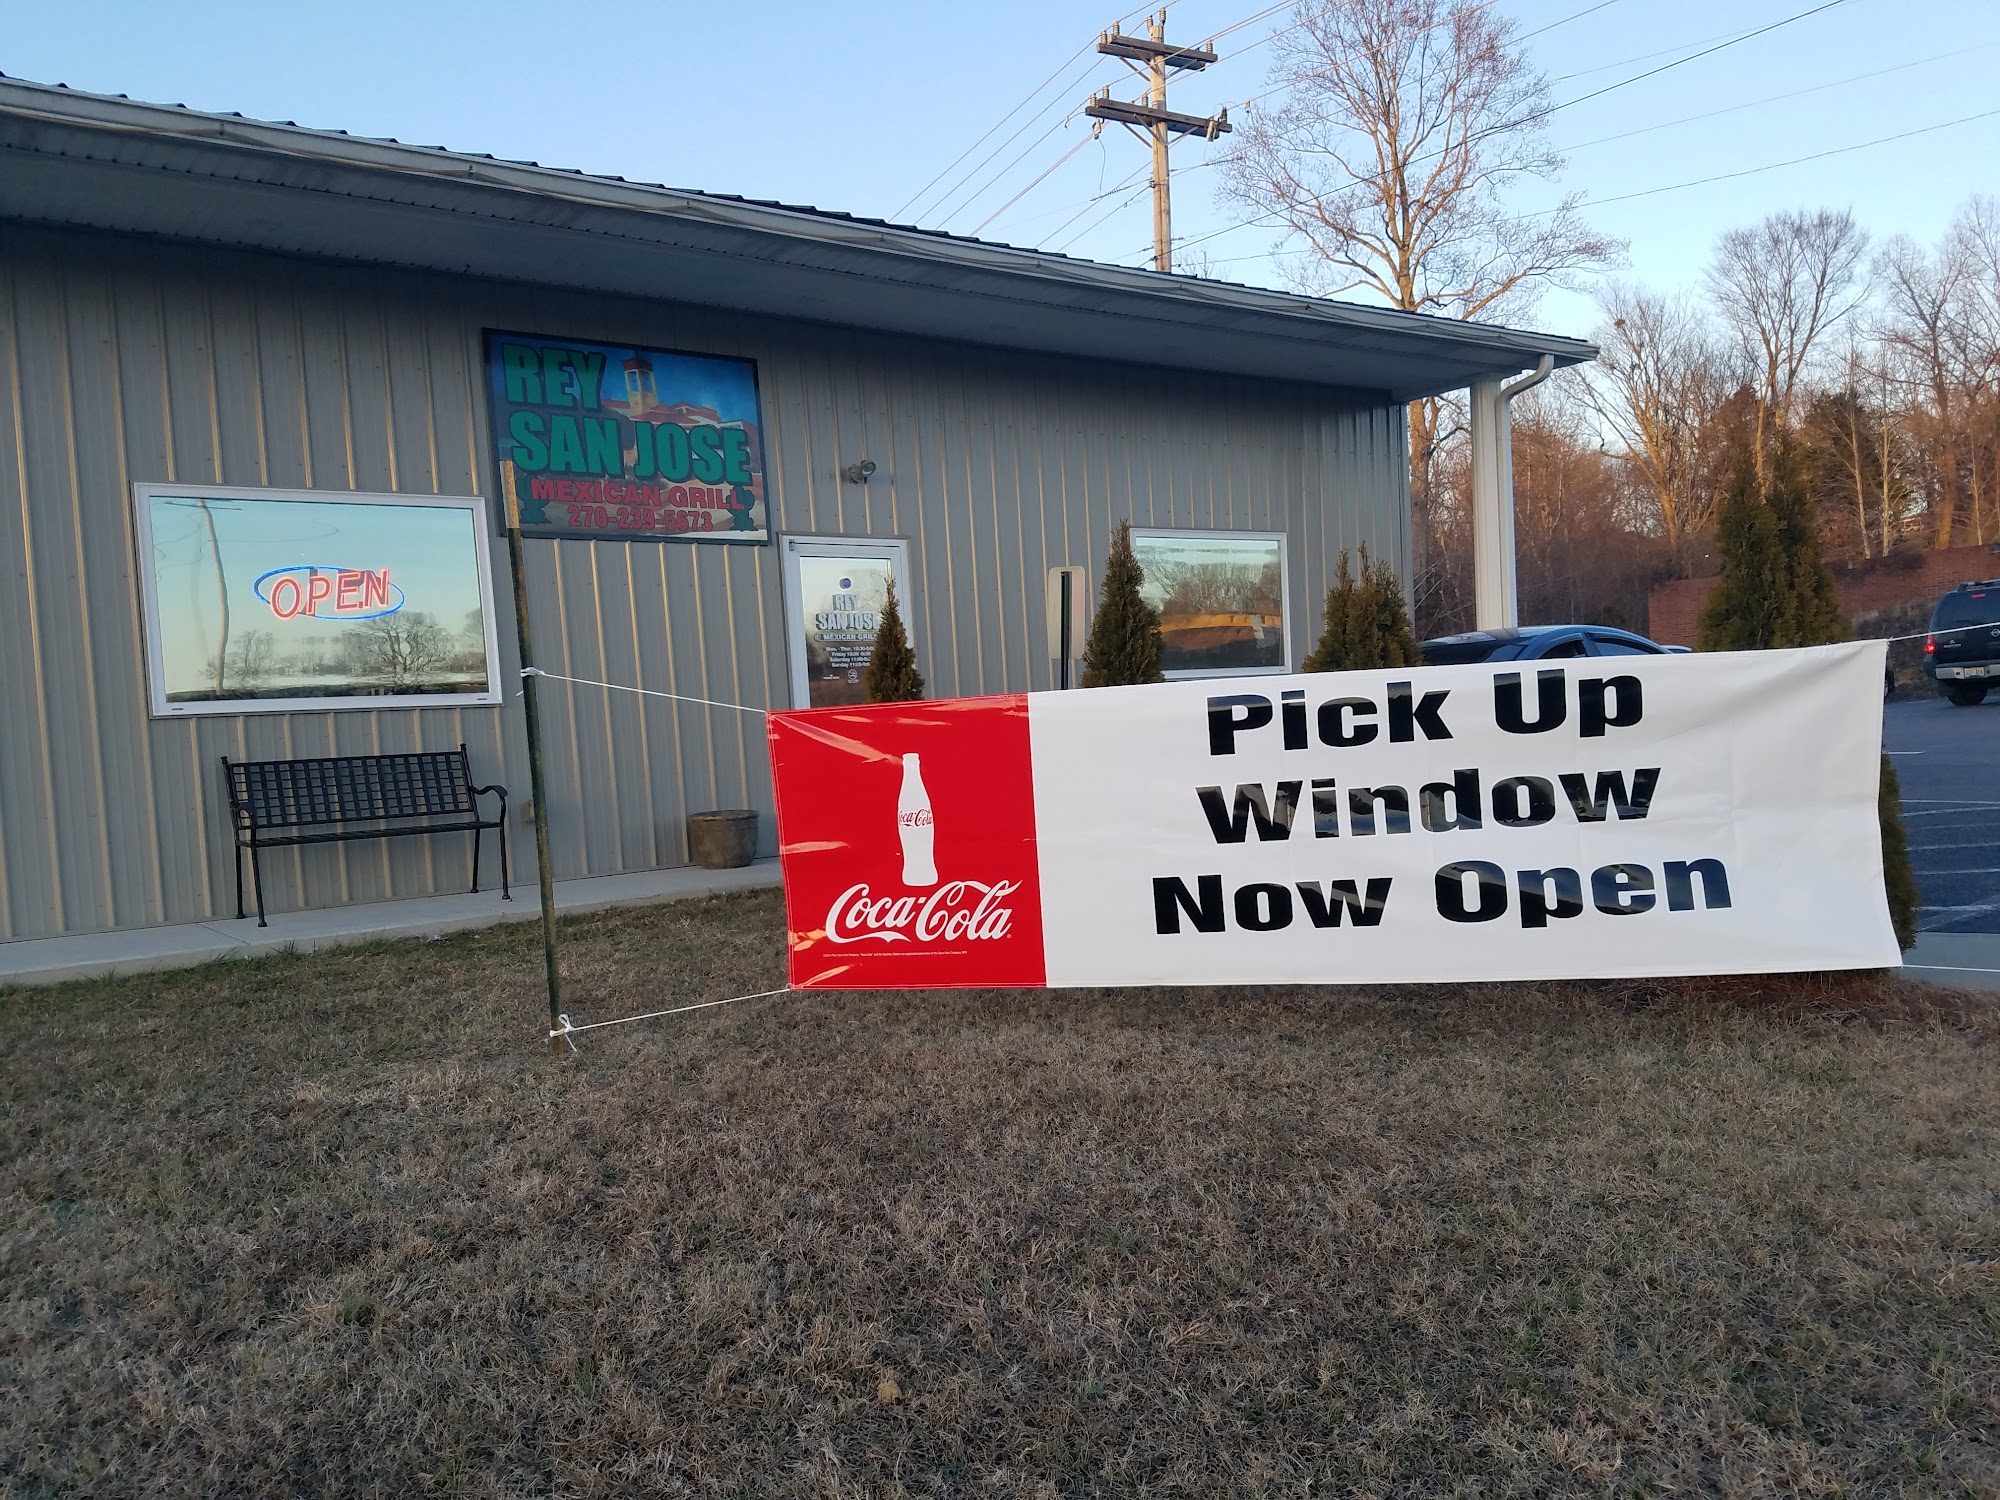 REY
SAN JOSE
MEXICAN GRILL
270-239-5673
OPEN
REY
SAN JOSE
MEXICAN GRILL
Coca-Cola
Coca-Cola
Pick Up
Window
Now Open